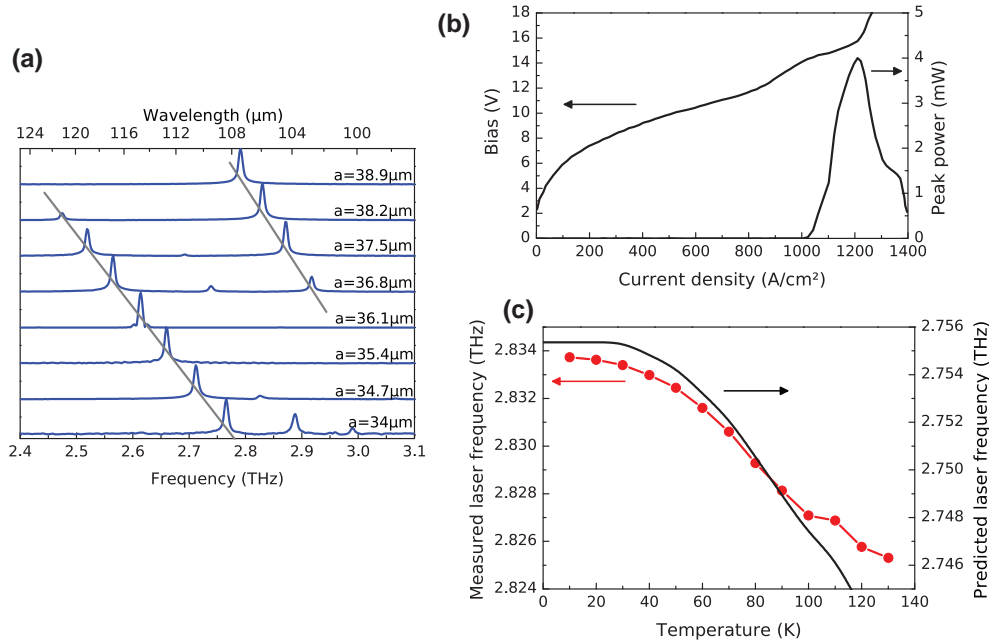 (a)
Wavelength (µm)
124 122 119 116 114 111 108 106 104 100
a=38.9µm
a=38.2µm
a=37.5µm
a=36.8µm
a=36.1µm
a=35.4µm
a=34.7µm
a=34µm
2.4 2.5 2.6 2.7 2.8 2.9 3.0 3.1
Frequency (THz)
(b)
18
16
14
12
10
8
6
4
2
0
Bias (V)
5
4
3
2
1
0
Peak power (mW)
0 200 400 600 800 1000 1200 1400
Current density (A/cm²)
(c)
2.834
2.832
2.830
2.828
2.826
2.824
Measured laser frequency (THz)
2.756
2.754
2.752
2.750
2.748
2.746
Predicted laser frequency (THz)
0 20 40 60 80 100 120 140
Temperature (K)